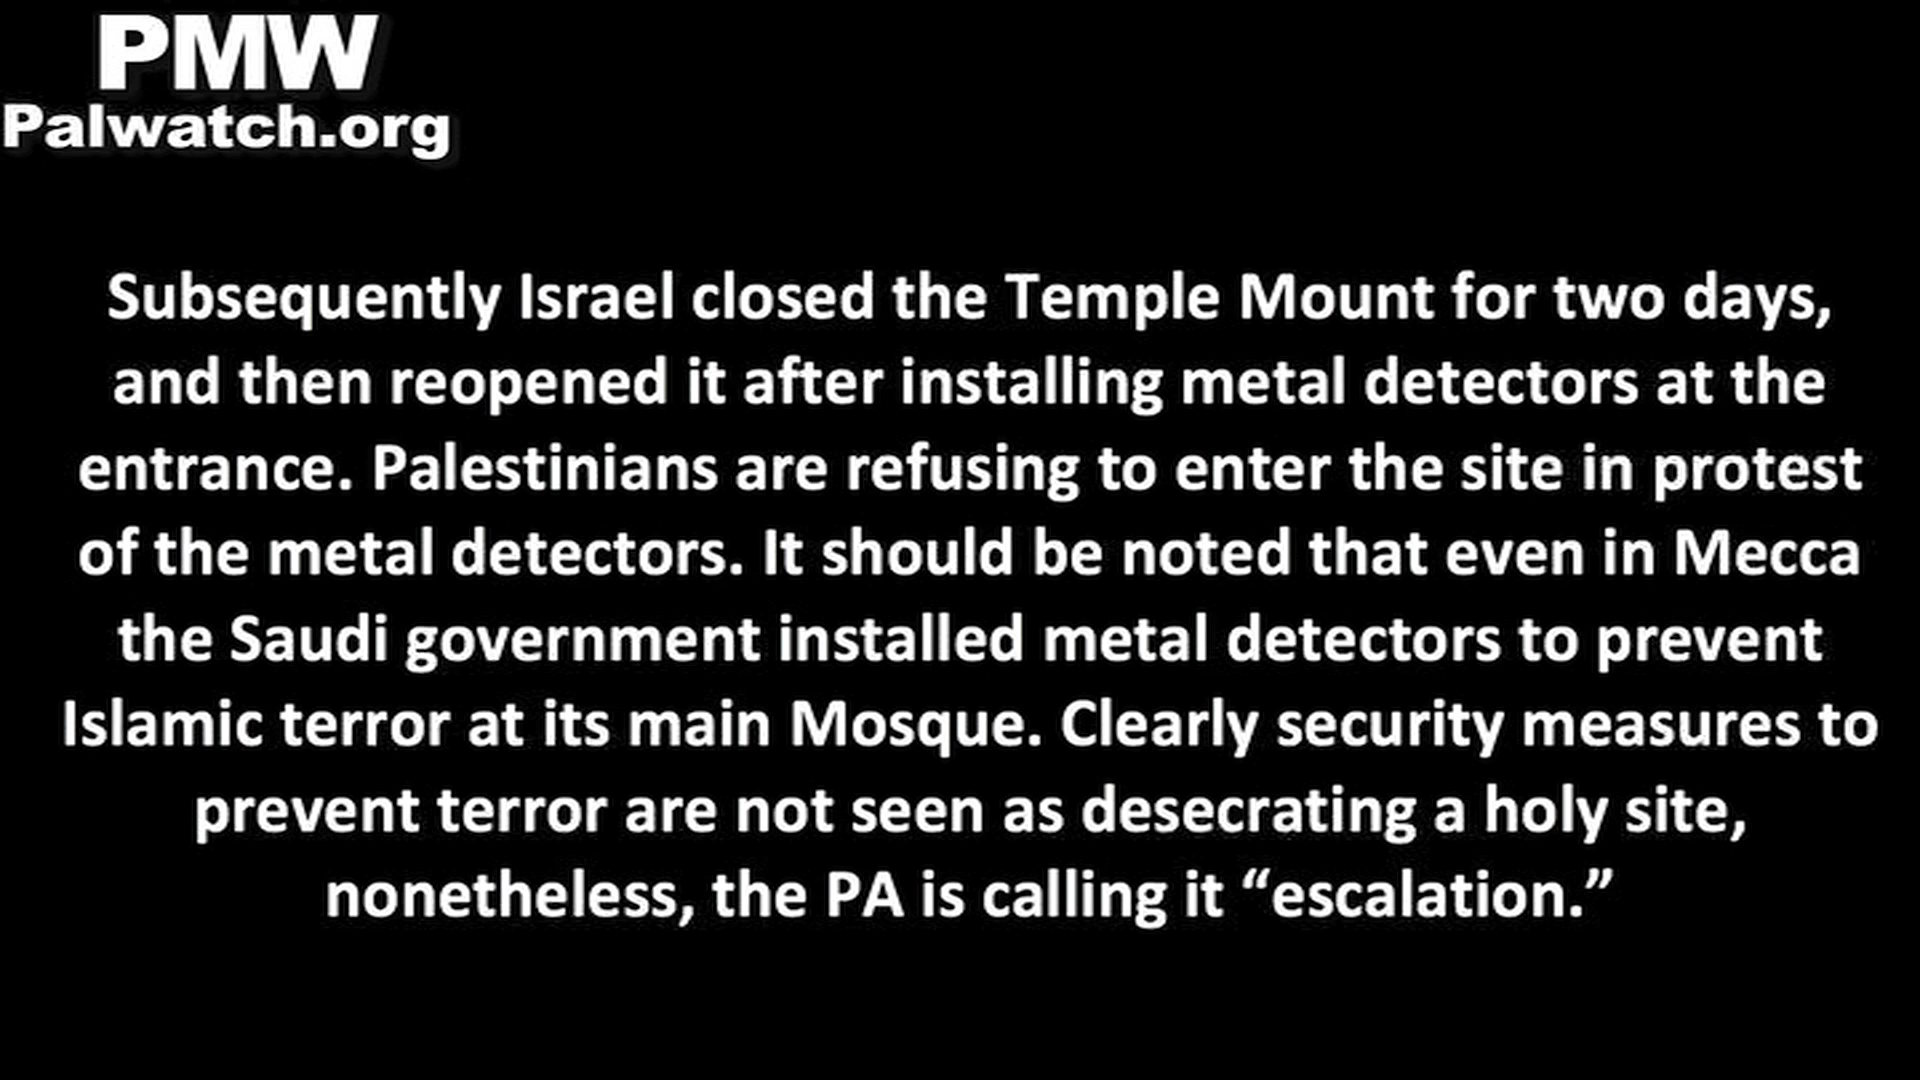 PMW
Palwatch.org
Subsequently Israel closed the Temple Mount for two days,
and then reopened it after installing metal detectors at the
entrance. Palestinians are refusing to enter the site in protest
of the metal detectors. It should be noted that even in Mecca
the Saudi government installed metal detectors to prevent
Islamic terror at its main Mosque. Clearly security measures to
prevent terror are not seen as desecrating a holy site,
nonetheless, the PA is calling it “escalation.”